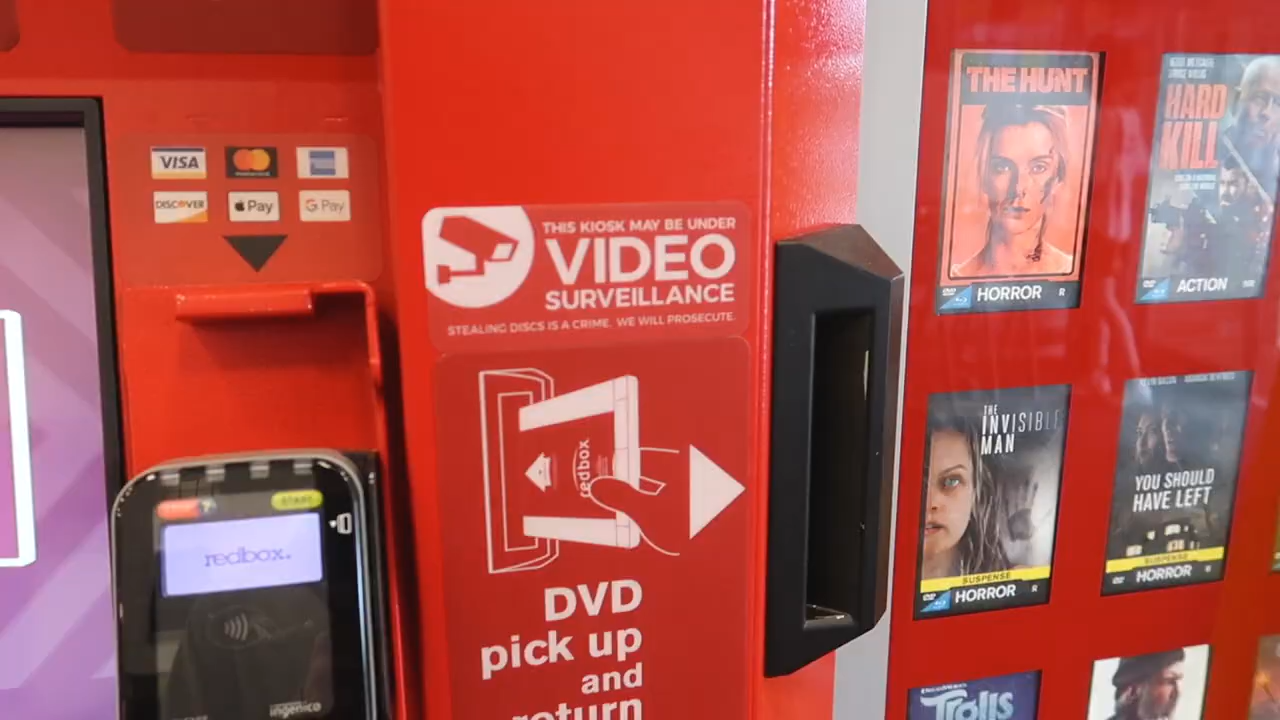 VISA
DISCOVER
Pay
G Pay
THIS KIOSK MAY BE UNDER
VIDEO
SURVEILLANCE
STEALING DISCS IS A CRIME. WE WILL PROSECUTE.
redbox
DVD
pick up
and
return
START
redbox.
ingenico
THE HUNT
HORROR R
HARD
KILL
ACTION
THE
INVISIBLE
MAN
SUSPENSE
HORROR R
YOU SHOULD
HAVE LEFT
SUSPENSE
HORROR
Trolls